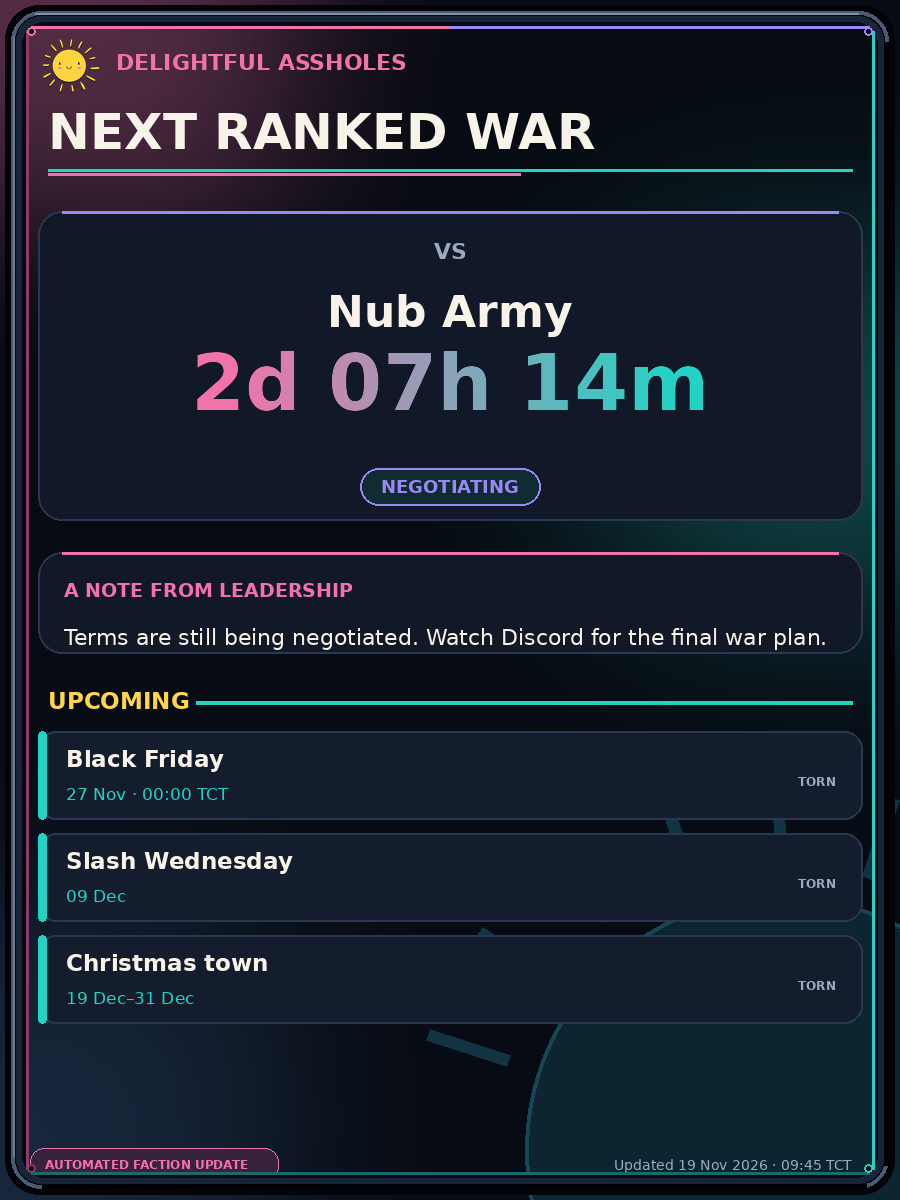 DELIGHTFUL ASSHOLES
NEXT RANKED WAR
VS
Nub Army
2d 07h 14m
NEGOTIATING
A NOTE FROM LEADERSHIP
Terms are still being negotiated. Watch Discord for the final war plan.
UPCOMING
Black Friday
27 Nov · 00:00 TCT
TORN
Slash Wednesday
09 Dec
TORN
Christmas town
19 Dec–31 Dec
TORN
AUTOMATED FACTION UPDATE
Updated 19 Nov 2026 · 09:45 TCT